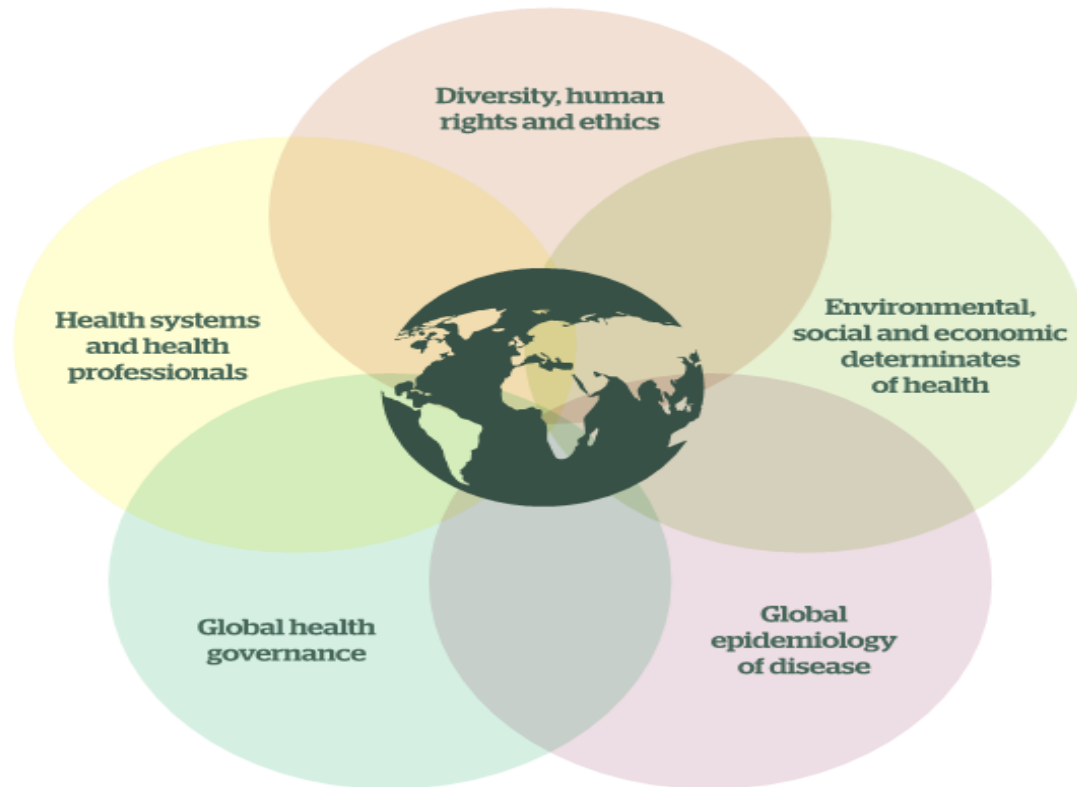 Diversity, human
rights and ethics
Health systems
and health
professionals
Environmental,
social and economic
determinates
of health
Global health
governance
Global
epidemiology
of disease